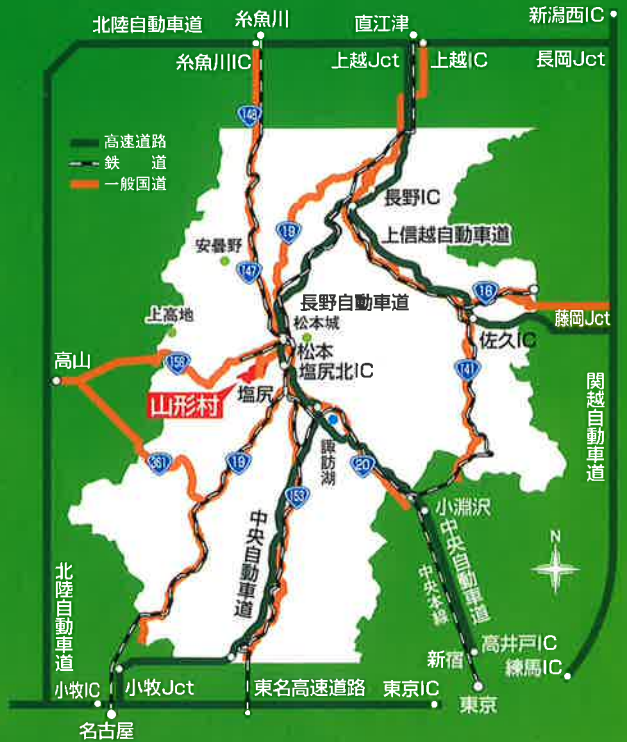 新潟西IC
糸魚川
直江津
北陸自動車道
糸魚川IC
上越Jct
上越IC
長岡Jct
148
高速道路
鉄　道
一般国道
長野IC
19
上信越自動車道
安曇野
147
18
長野自動車道
上高地
松本城
藤岡Jct
佐久IC
松本
高山
158
塩尻北IC
141
山形村
塩尻
関越自動車道
諏訪湖
361
19
20
153
小淵沢
中央自動車道
中央自動車道
中央本線
N
北陸自動車道
高井戸IC
新宿
練馬IC
小牧IC
小牧Jct
東名高速道路
東京IC
東京
名古屋